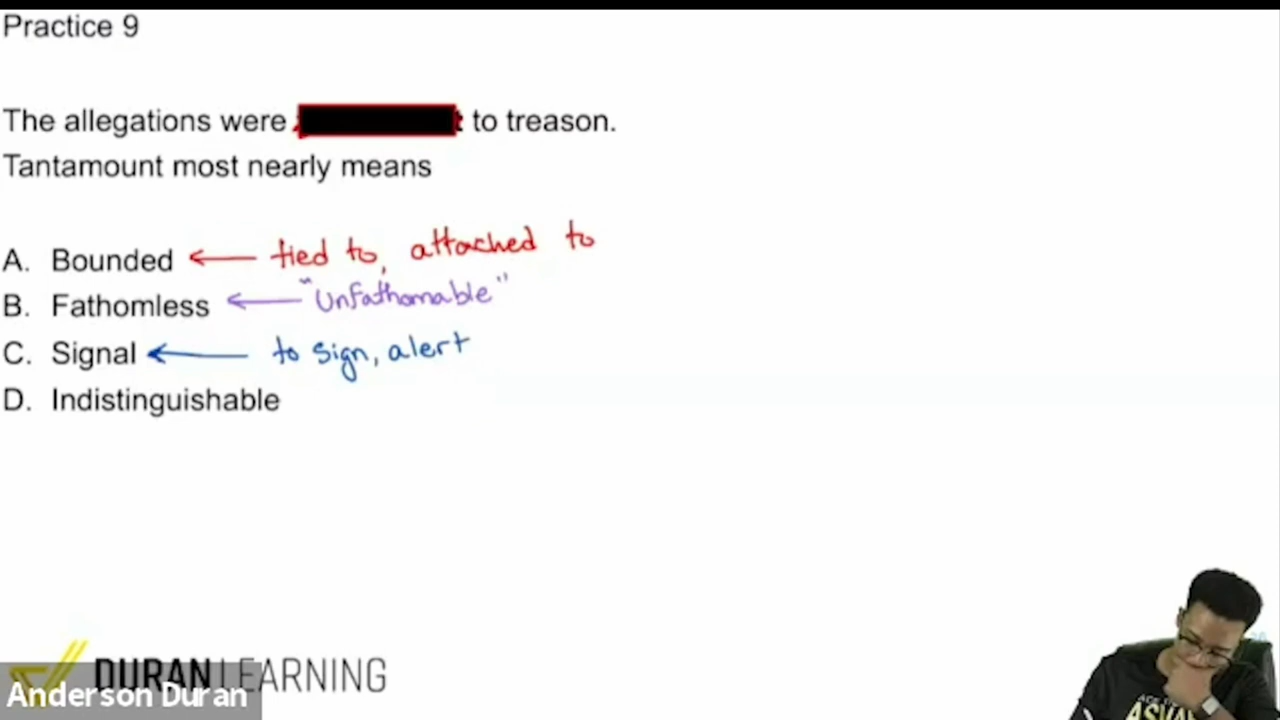 Practice 9
The allegations were to treason.
Tantamount most nearly means
A. Bounded ← tied to, attached to
B. Fathomless ← "Unfathomable"
C. Signal ← to sign, alert
D. Indistinguishable
DURAN LEARNING
Anderson Duran